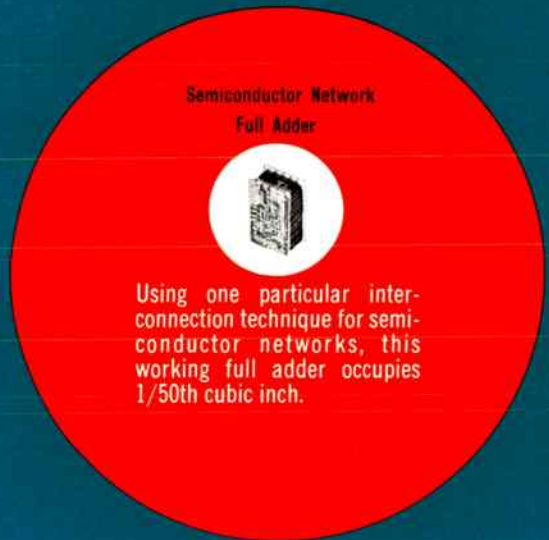 Semiconductor Network
Full Adder
Using one particular inter-
connection technique for semi-
conductor networks, this
working full adder occupies
1/50th cubic inch.